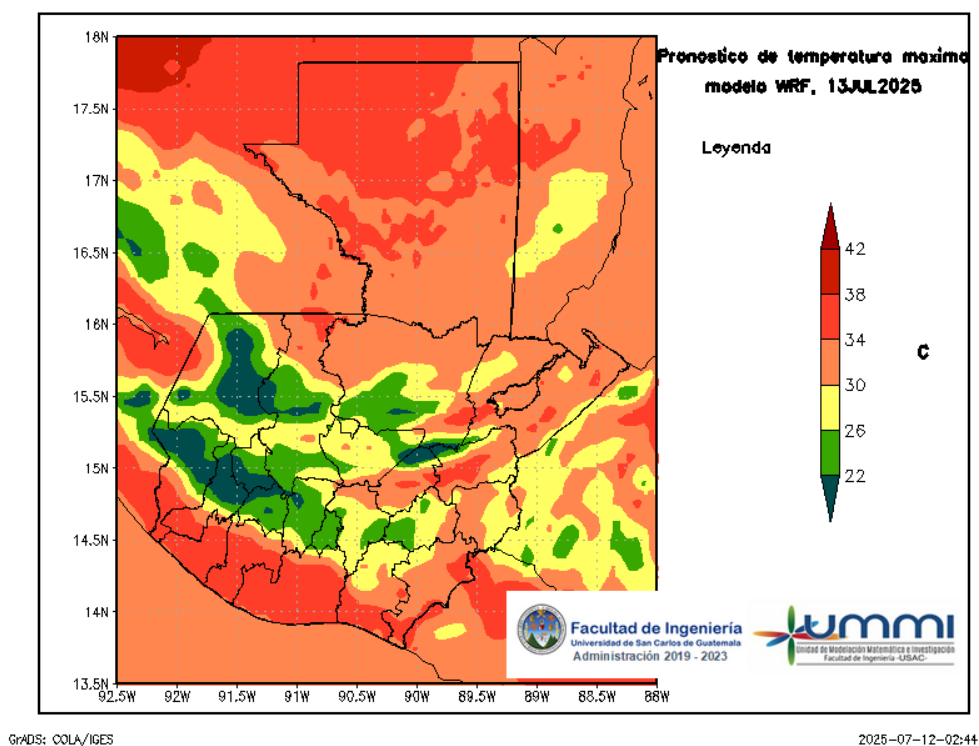 Pronostico de temperatura maxima
modelo WRF, 13JUL2025
Leyenda
42
38
34
30
26
22
C
18N
17.5N
17N
16.5N
16N
15.5N
15N
14.5N
14N
13.5N
92.5W 92W 91.5W 91W 90.5W 90W 89.5W 89W 88.5W 88W
Facultad de Ingeniería
Universidad de San Carlos de Guatemala
Administración 2019 - 2023
ummi
Unidad de Modelación Matemática e Investigación
Facultad de Ingeniería -USAC-
GrADS: COLA/IGES
2025-07-12-02:44